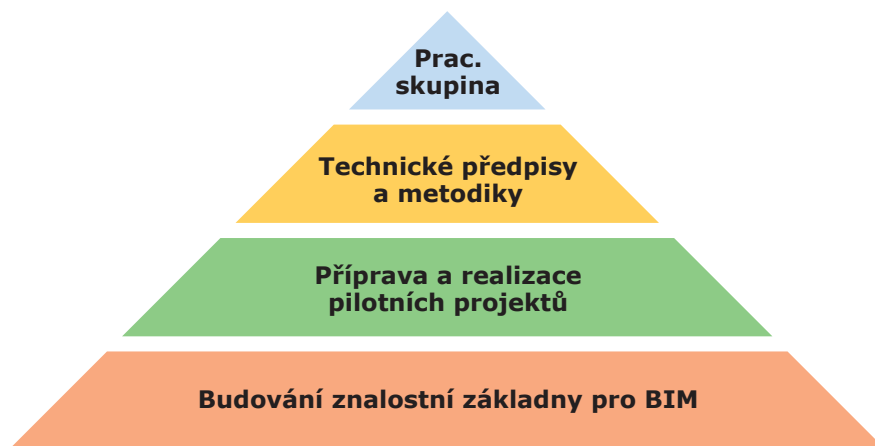 Prac.
skupina
Technické předpisy
a metodiky
Příprava a realizace
pilotních projektů
Budování znalostní základny pro BIM